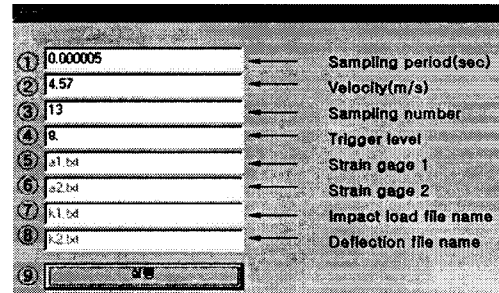 ① 0.000005 Sampling period(sec)
② 4.57 Velocity(m/s)
③ 13 Sampling number
④ 9. Trigger level
⑤ a1.txt Strain gage 1
⑥ a2.txt Strain gage 2
⑦ k1.txt Impact load file name
⑧ k2.txt Deflection file name
⑨ 실행